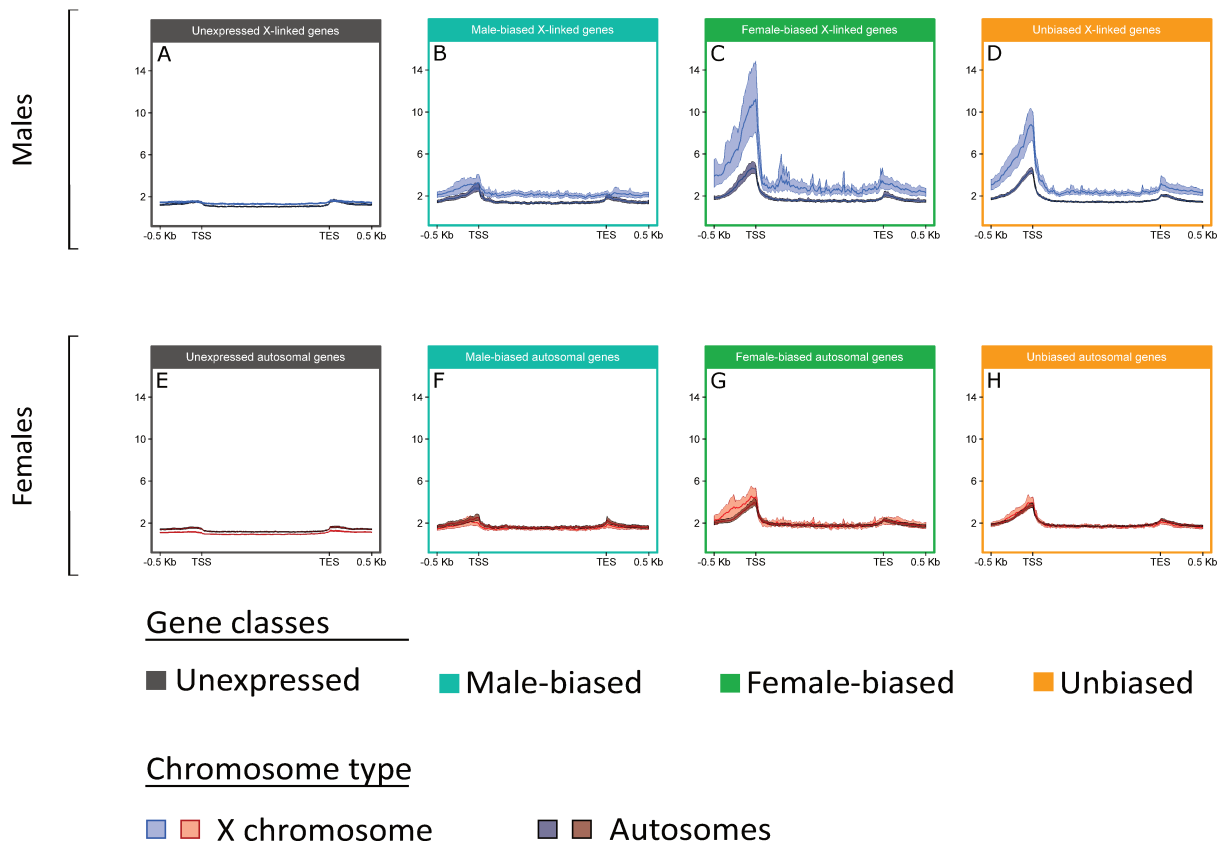 Males
Unexpressed X-linked genes
A
14
10
6
2
-0.5 Kb TSS TES 0.5 Kb
Male-biased X-linked genes
B
14
10
6
2
-0.5 Kb TSS TES 0.5 Kb
Female-biased X-linked genes
C
14
10
6
2
-0.5 Kb TSS TES 0.5 Kb
Unbiased X-linked genes
D
14
10
6
2
-0.5 Kb TSS TES 0.5 Kb
Females
Unexpressed autosomal genes
E
14
10
6
2
-0.5 Kb TSS TES 0.5 Kb
Male-biased autosomal genes
F
14
10
6
2
-0.5 Kb TSS TES 0.5 Kb
Female-biased autosomal genes
G
14
10
6
2
-0.5 Kb TSS TES 0.5 Kb
Unbiased autosomal genes
H
14
10
6
2
-0.5 Kb TSS TES 0.5 Kb
Gene classes
Unexpressed Male-biased Female-biased Unbiased
Chromosome type
X chromosome Autosomes